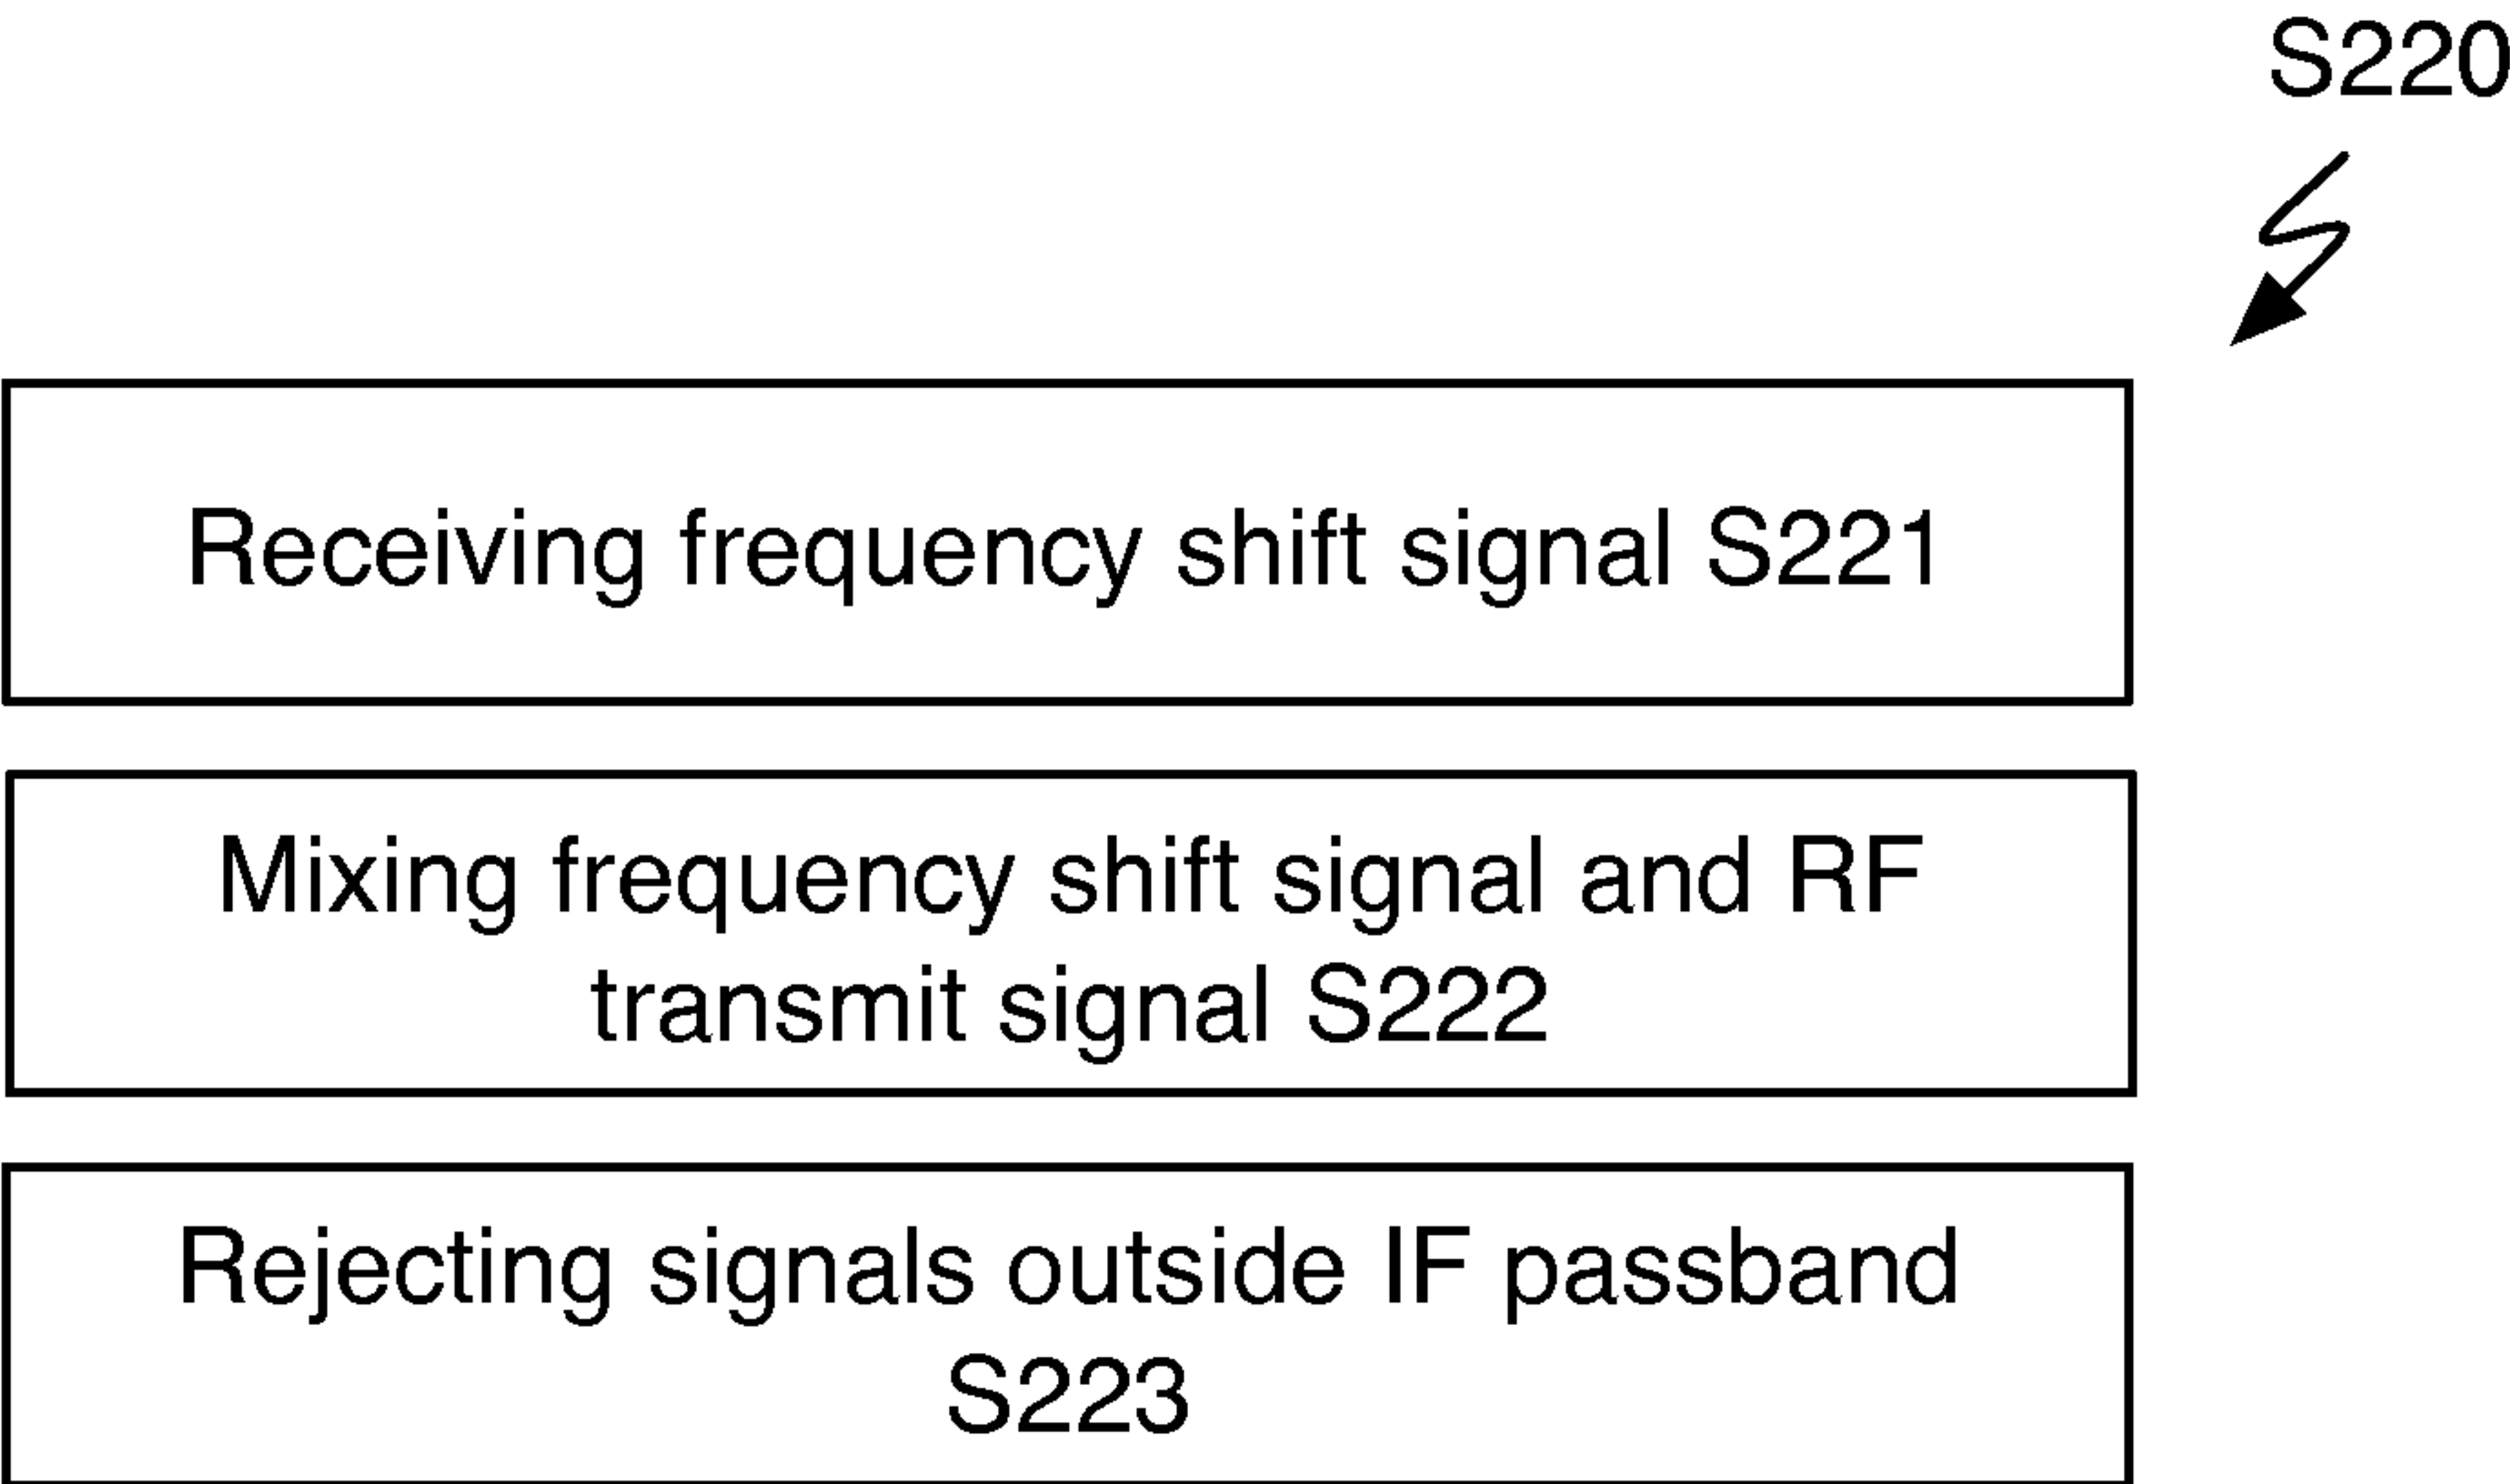 S220
Receiving frequency shift signal S221
Mixing frequency shift signal and RF
transmit signal S222
Rejecting signals outside IF passband
S223